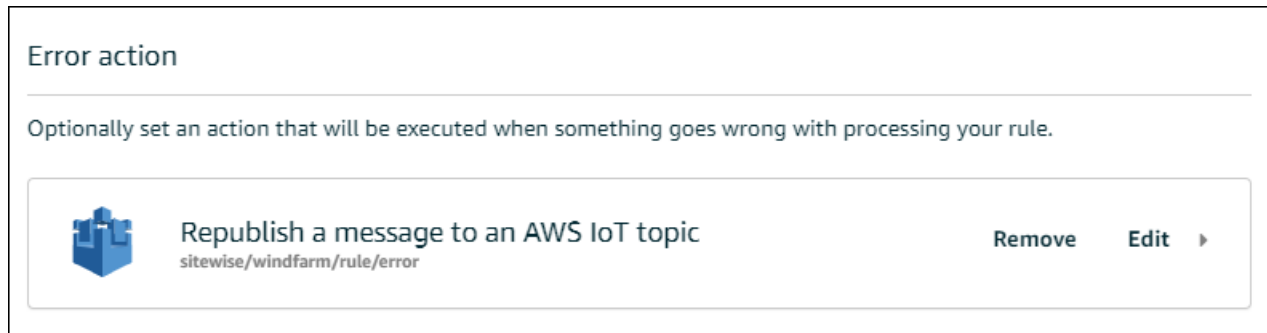 Error action
Optionally set an action that will be executed when something goes wrong with processing your rule.
Republish a message to an AWS IoT topic
sitewise/windfarm/rule/error
Remove
Edit